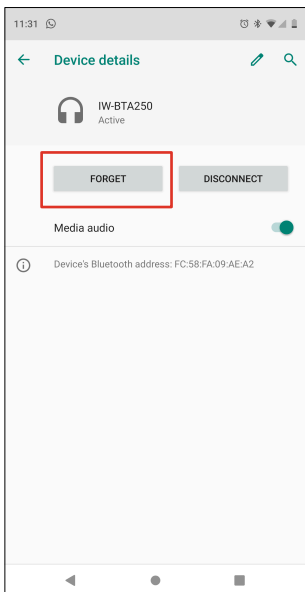 11:31
Device details
IW-BTA250
Active
FORGET DISCONNECT
Media audio
Device's Bluetooth address: FC:58:FA:09:AE:A2